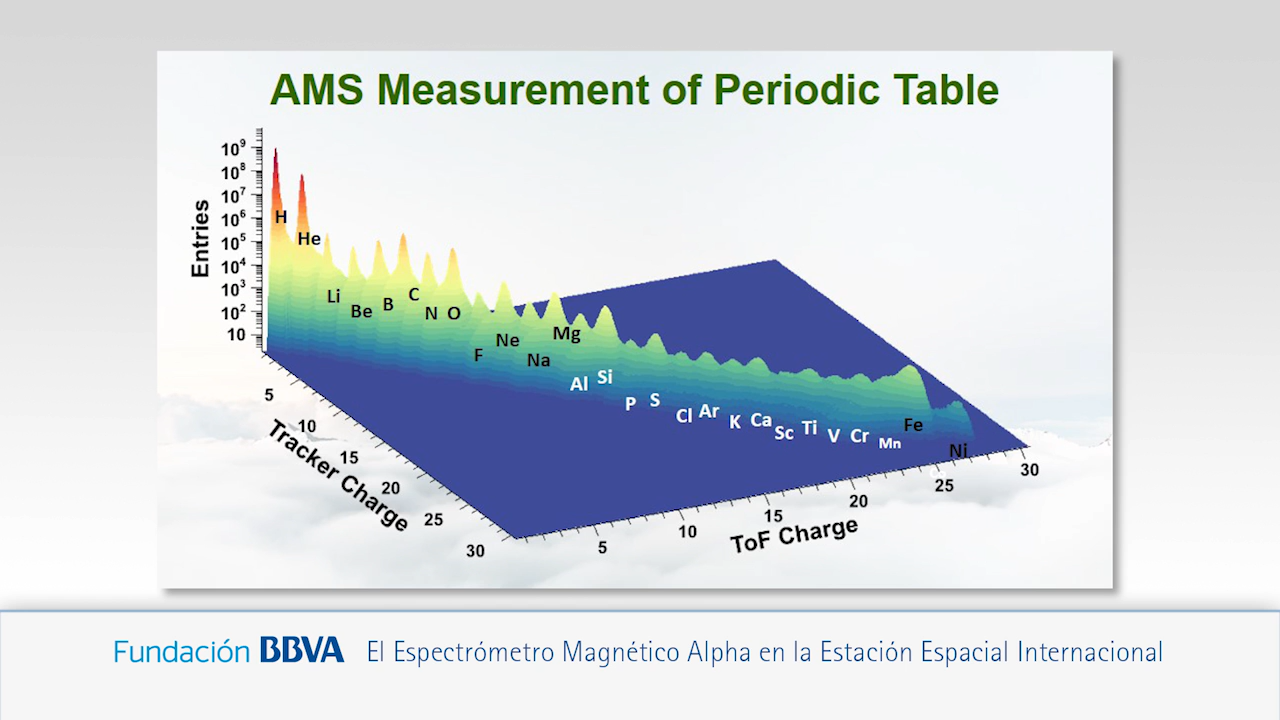 AMS Measurement of Periodic Table
Entries
10⁹
10⁸
10⁷
10⁶
10⁵
10⁴
10³
10²
10
H
He
Li
Be
B
C
N
O
F
Ne
Na
Mg
Al
Si
P
S
Cl
Ar
K
Ca
Sc
Ti
V
Cr
Mn
Fe
Ni
5
10
15
20
25
30
Tracker Charge
5
10
15
20
25
30
ToF Charge
Fundación BBVA El Espectrómetro Magnético Alpha en la Estación Espacial Internacional